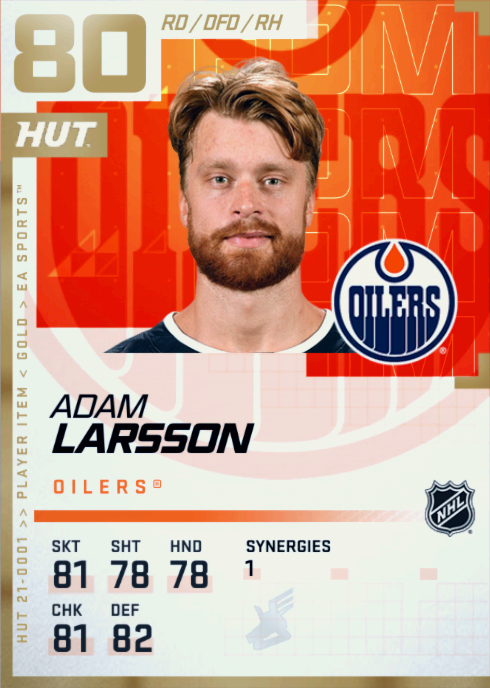 80
RD / DFD / RH
HUT
HUT 21-0001 >> PLAYER ITEM < GOLD > EA SPORTS™
OILERS®
ADAM
LARSSON
OILERS®
NHL
SKT SHT HND SYNERGIES
81 78 78 1
CHK DEF
81 82